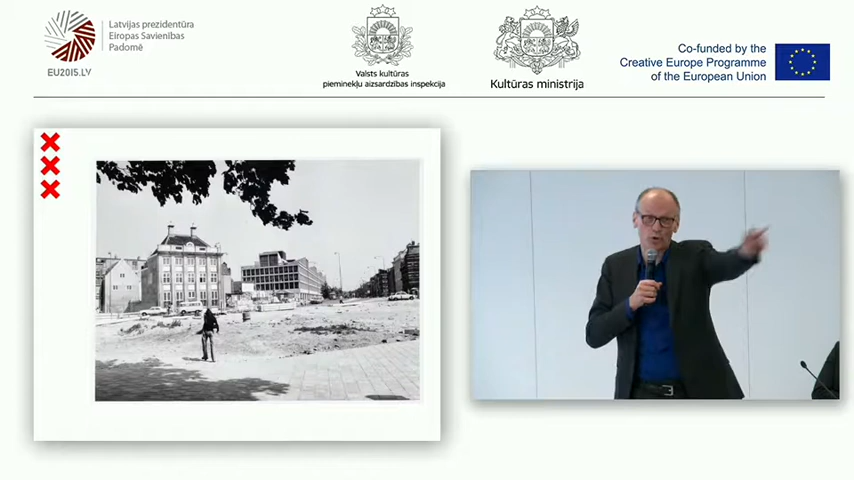 Latvijas prezidentūra
Eiropas Savienības
Padomē
EU2015.LV
Valsts kultūras
pieminekļu aizsardzības inspekcija
Kultūras ministrija
Co-funded by the
Creative Europe Programme
of the European Union